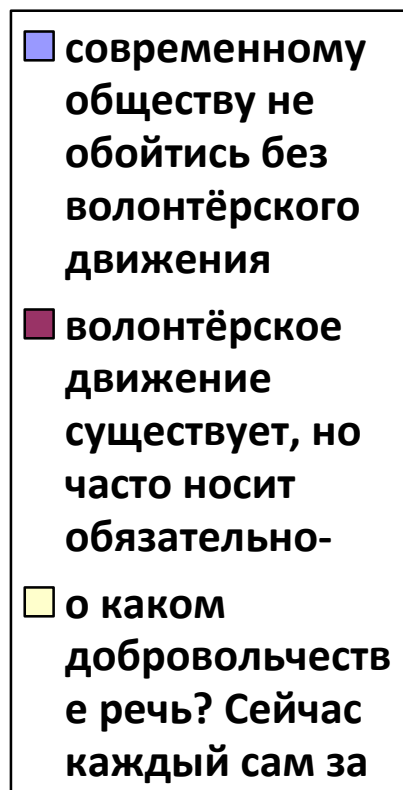 современному
обществу не
обойтись без
волонтёрского
движения
волонтёрское
движение
существует, но
часто носит
обязательно-
о каком
добровольчеств
е речь? Сейчас
каждый сам за